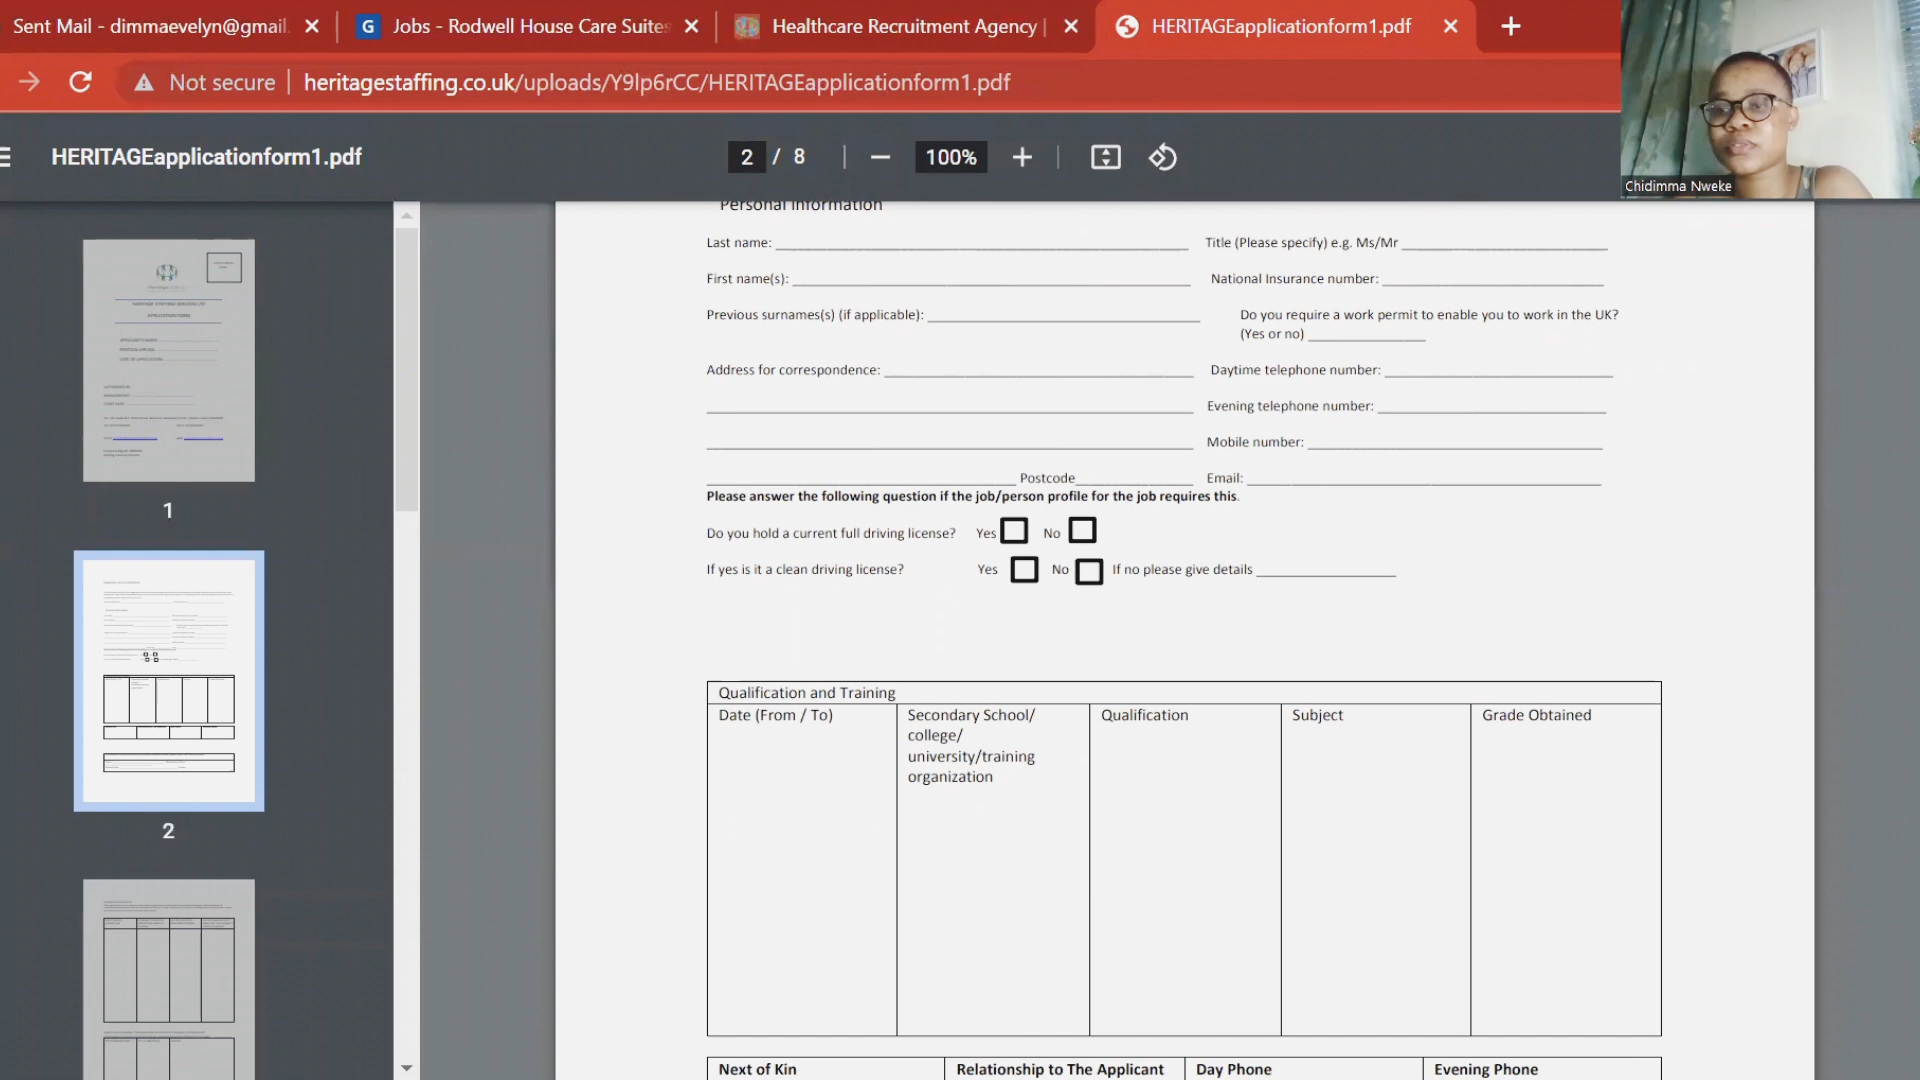 Sent Mail - dimmaevelyn@gmail.
Jobs - Rodwell House Care Suites
Healthcare Recruitment Agency |
HERITAGEapplicationform1.pdf
Not secure
heritagestaffing.co.uk/uploads/Y9lp6rCC/HERITAGEapplicationform1.pdf
Chidimma Nweke
HERITAGEapplicationform1.pdf
2 / 8
100%
1
2
Personal Information
Last name: Title (Please specify) e.g. Ms/Mr
First name(s): National Insurance number:
Previous surnames(s) (if applicable): Do you require a work permit to enable you to work in the UK?
(Yes or no)
Address for correspondence: Daytime telephone number:
Evening telephone number:
Mobile number:
Postcode Email:
Please answer the following question if the job/person profile for the job requires this.
Do you hold a current full driving license? Yes No
If yes is it a clean driving license? Yes No If no please give details
Qualification and Training
Date (From / To)
Secondary School/
college/
university/training
organization
Qualification
Subject
Grade Obtained
Next of Kin
Relationship to The Applicant
Day Phone
Evening Phone